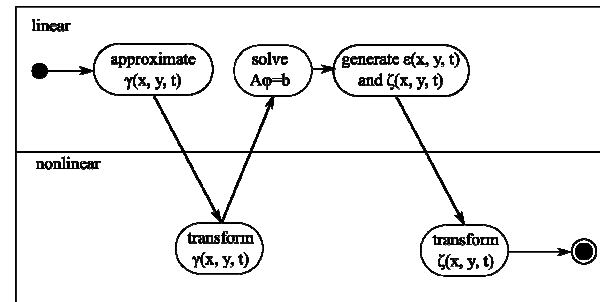 linear
approximate
γ(x, y, t)
solve
Aφ=b
generate ε(x, y, t)
and ζ(x, y, t)
nonlinear
transform
γ(x, y, t)
transform
ζ(x, y, t)